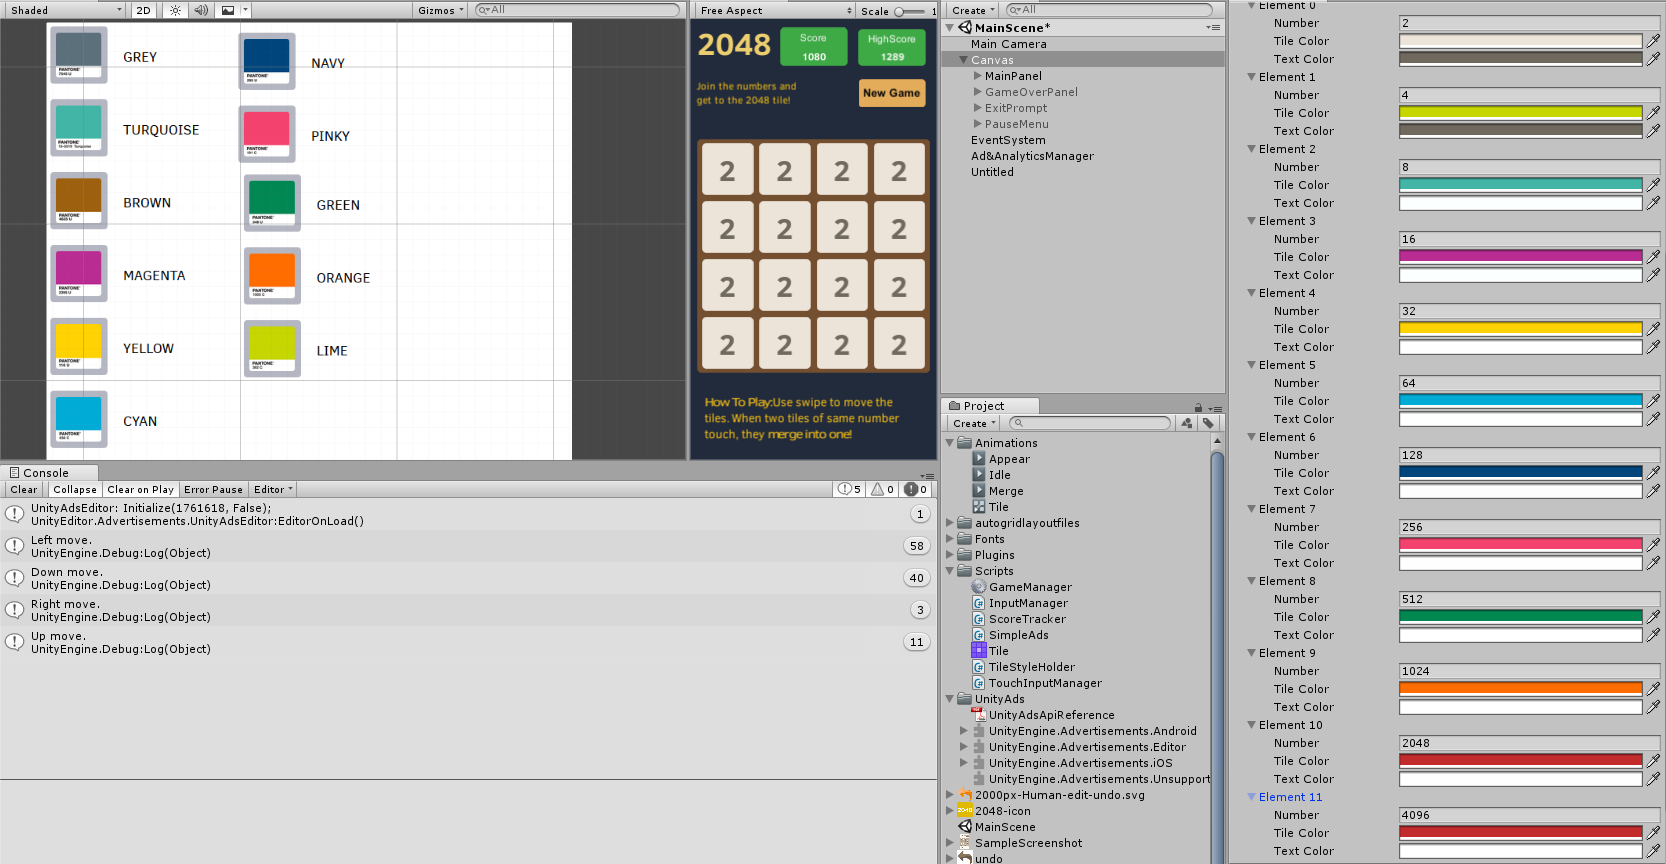 Shaded
2D
Gizmos
All
GREY
NAVY
TURQUOISE
PINKY
BROWN
GREEN
MAGENTA
ORANGE
YELLOW
LIME
CYAN
PANTONE
PANTONE
PANTONE
PANTONE
PANTONE
PANTONE
PANTONE
PANTONE
PANTONE
PANTONE
PANTONE
Free Aspect
Scale
1
2048
Score
1080
HighScore
1289
Join the numbers and
get to the 2048 tile!
New Game
2 2 2 2
2 2 2 2
2 2 2 2
2 2 2 2
How To Play:Use swipe to move the
tiles. When two tiles of same number
touch, they merge into one!
Console
Clear
Collapse
Clear on Play
Error Pause
Editor
5
0
0
UnityAdsEditor: Initialize(1761618, False);
UnityEditor.Advertisements.UnityAdsEditor:EditorOnLoad()
1
Left move.
UnityEngine.Debug:Log(Object)
58
Down move.
UnityEngine.Debug:Log(Object)
40
Right move.
UnityEngine.Debug:Log(Object)
3
Up move.
UnityEngine.Debug:Log(Object)
11
Create
All
MainScene*
Main Camera
Canvas
MainPanel
GameOverPanel
ExitPrompt
PauseMenu
EventSystem
Ad&AnalyticsManager
Untitled
Project
Create
Animations
Appear
Idle
Merge
Tile
autogridlayoutfiles
Fonts
Plugins
Scripts
GameManager
InputManager
ScoreTracker
SimpleAds
Tile
TileStyleHolder
TouchInputManager
UnityAds
UnityAdsApiReference
UnityEngine.Advertisements.Android
UnityEngine.Advertisements.Editor
UnityEngine.Advertisements.iOS
UnityEngine.Advertisements.Unsupport
2000px-Human-edit-undo.svg
2048-icon
MainScene
SampleScreenshot
undo
Element 0
Number 2
Tile Color
Text Color
Element 1
Number 4
Tile Color
Text Color
Element 2
Number 8
Tile Color
Text Color
Element 3
Number 16
Tile Color
Text Color
Element 4
Number 32
Tile Color
Text Color
Element 5
Number 64
Tile Color
Text Color
Element 6
Number 128
Tile Color
Text Color
Element 7
Number 256
Tile Color
Text Color
Element 8
Number 512
Tile Color
Text Color
Element 9
Number 1024
Tile Color
Text Color
Element 10
Number 2048
Tile Color
Text Color
Element 11
Number 4096
Tile Color
Text Color